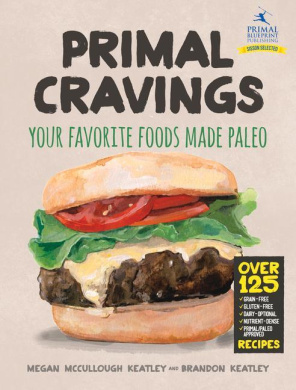 PRIMAL
BLUEPRINT
PUBLISHING
SISSON SELECTED
PRIMAL
CRAVINGS
YOUR FAVORITE FOODS MADE PALEO
OVER
125
✓ GRAIN-FREE
✓ GLUTEN-FREE
✓ DAIRY-OPTIONAL
✓ NUTRIENT-DENSE
✓ PRIMAL/PALEO
APPROVED
RECIPES
MEGAN MCCULLOUGH KEATLEY AND BRANDON KEATLEY